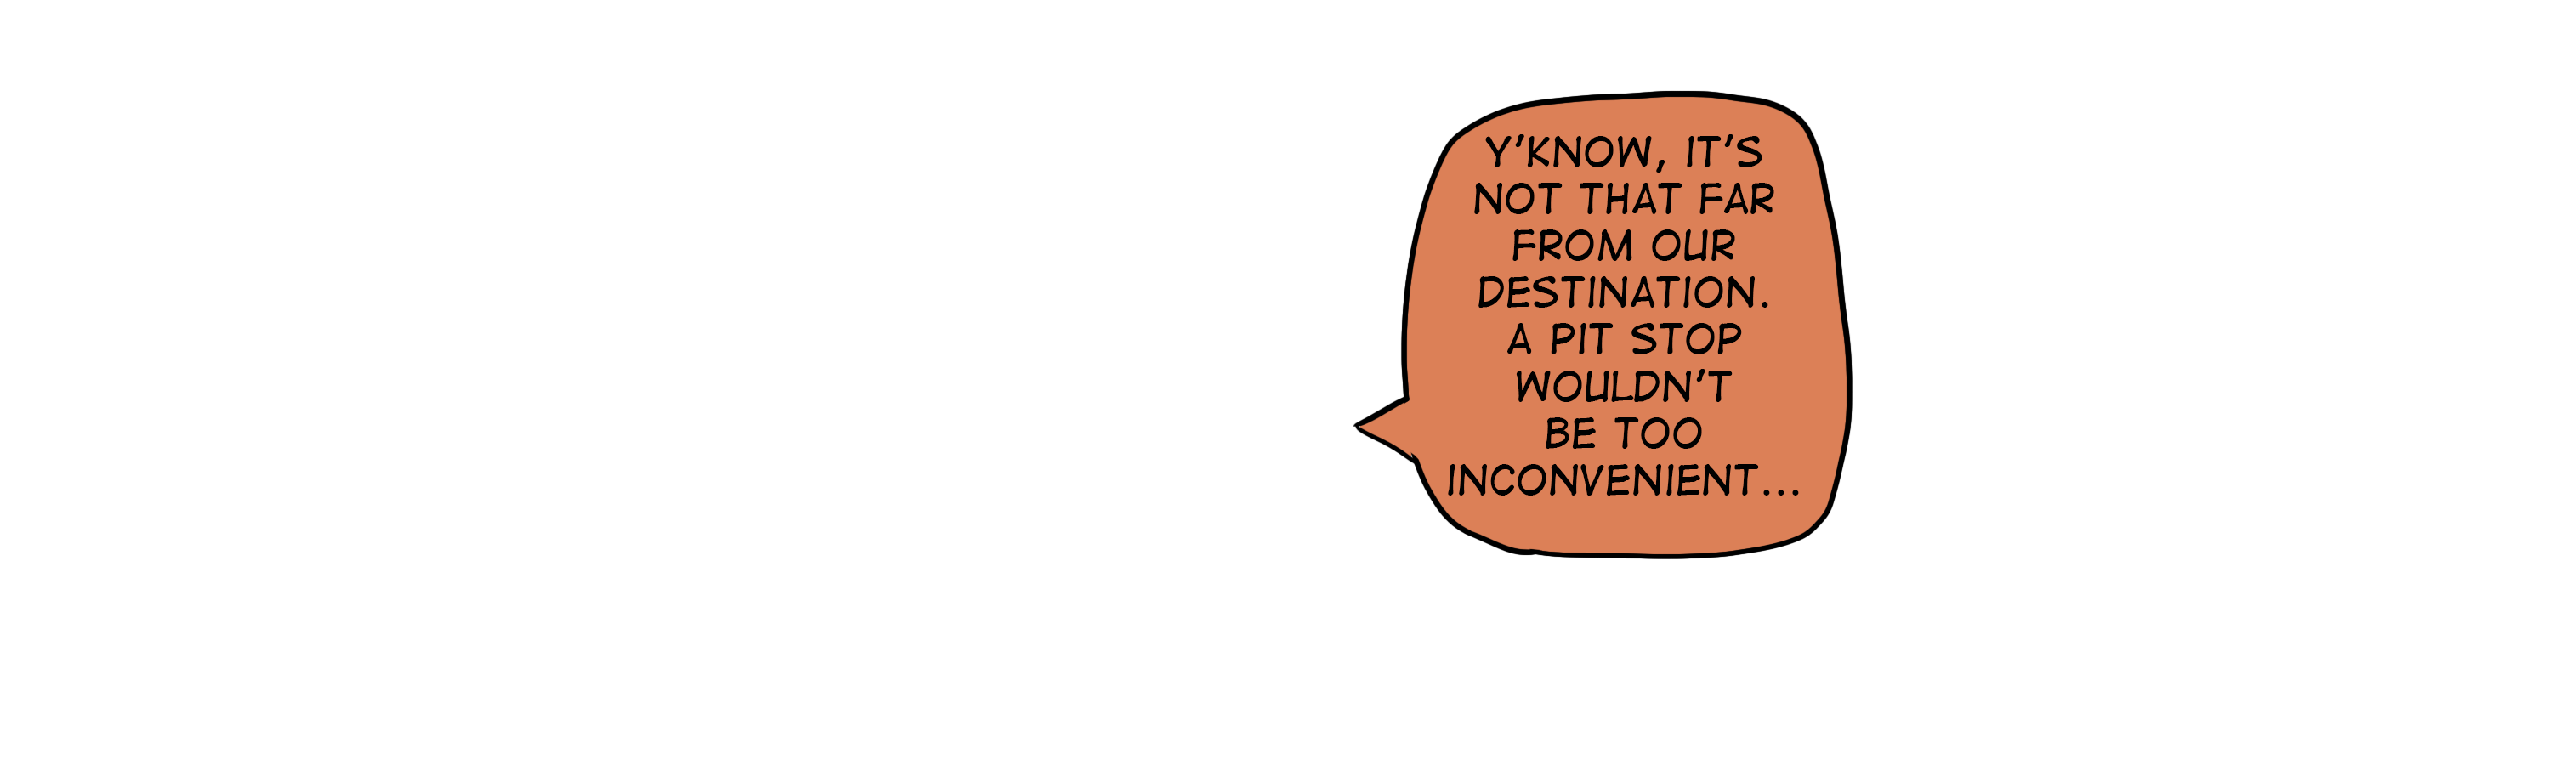 Y'KNOW, IT'S
NOT THAT FAR
FROM OUR
DESTINATION.
A PIT STOP
WOULDN'T
BE TOO
INCONVENIENT...